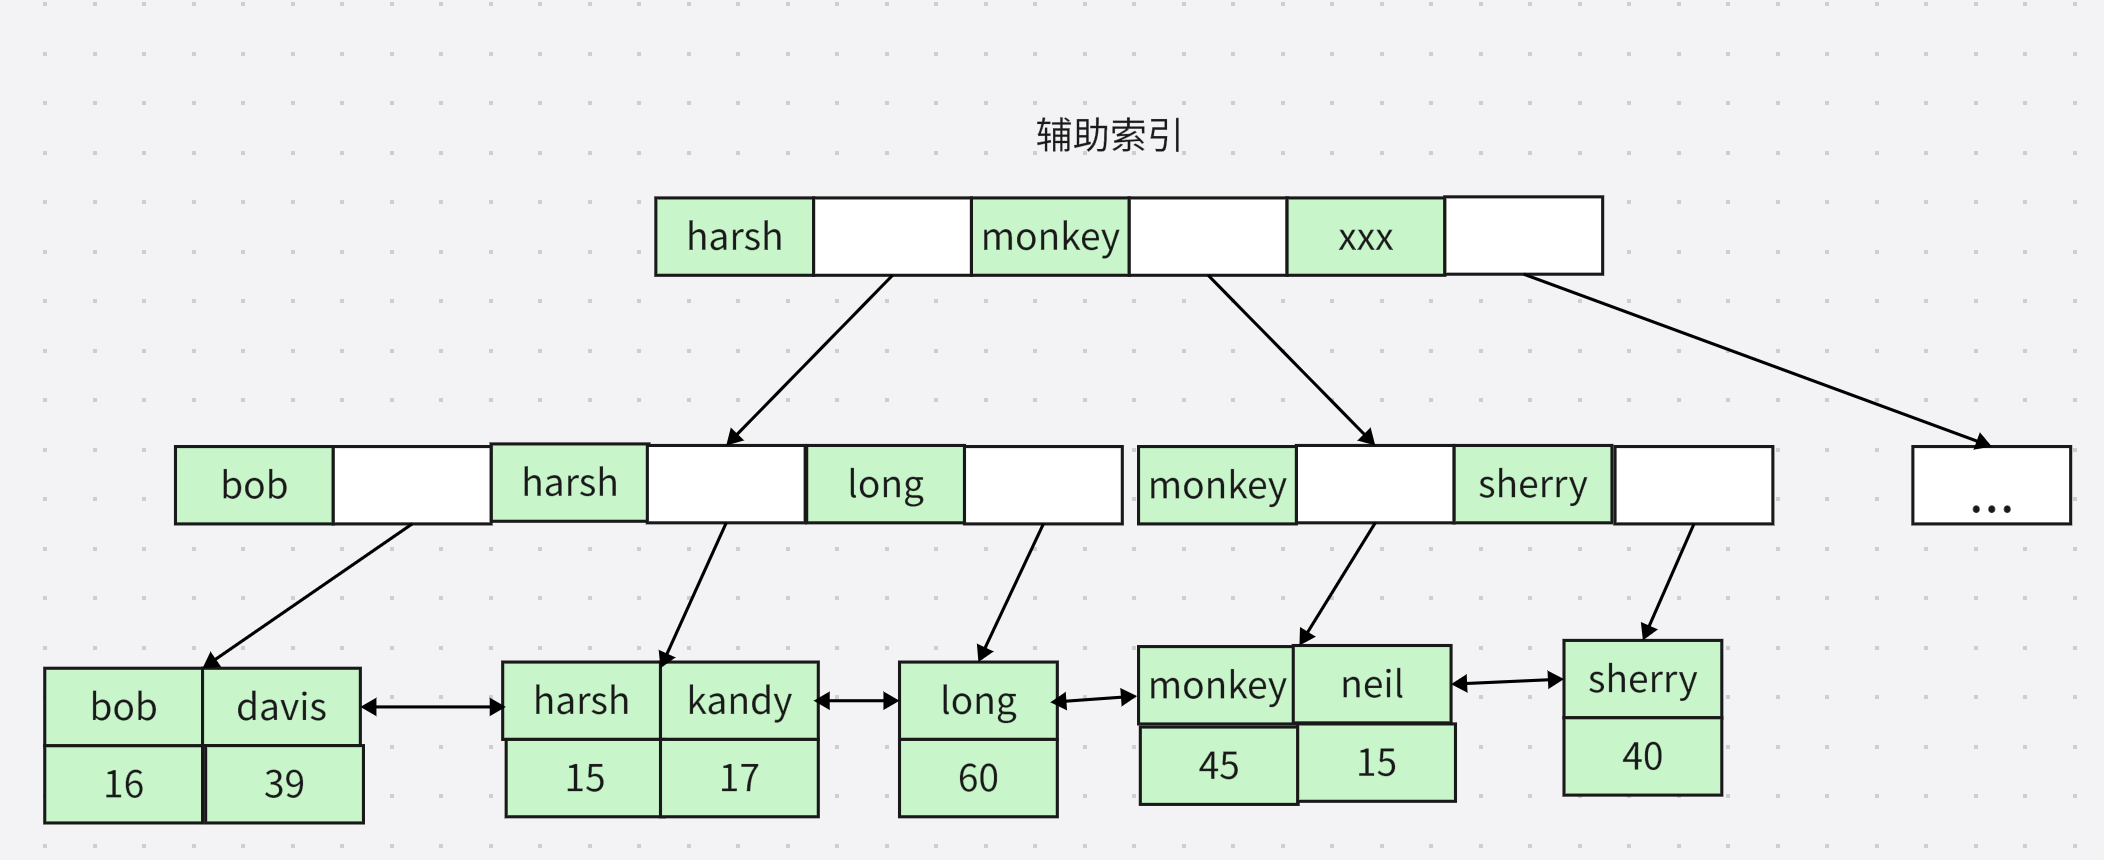 辅助索引
harsh monkey xxx
bob harsh long monkey sherry ...
bob davis harsh kandy long monkey neil sherry
16 39 15 17 60 45 15 40